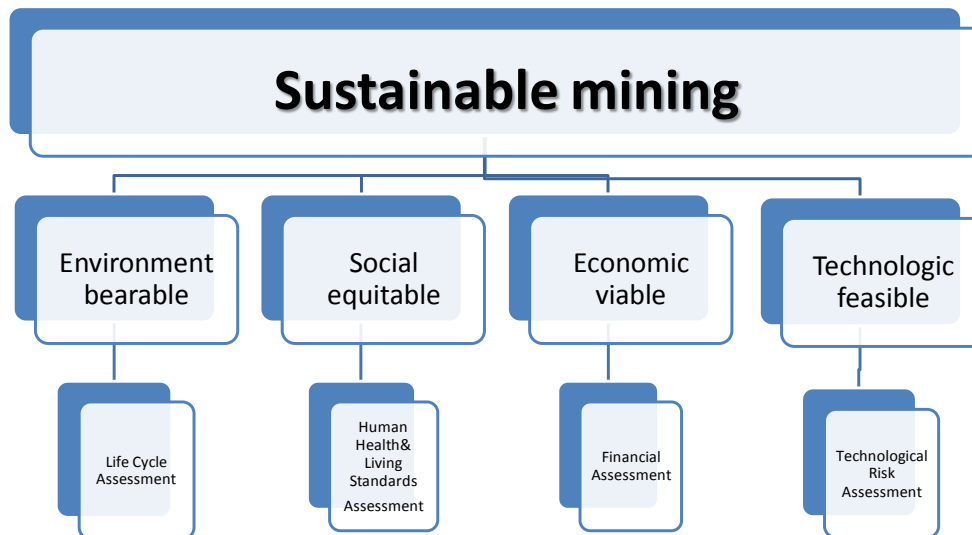 Sustainable mining
Environment
bearable
Social
equitable
Economic
viable
Technologic
feasible
Life Cycle
Assessment
Human
Health&
Living
Standards
Assessment
Financial
Assessment
Technological
Risk
Assessment